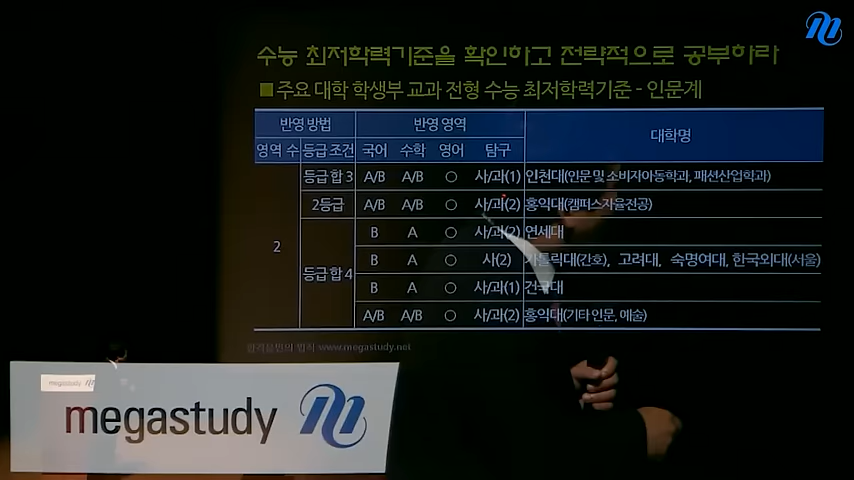 수능 최저학력기준을 확인하고 전략적으로 공부하라
■주요 대학 학생부 교과 전형 수능 최저학력기준 - 인문계
반영 방법 반영 영역 대학명
영역 수 등급 조건 국어 수학 영어 탐구
2
등급 합 3 A/B A/B ○ 사/과(1) 인천대(인문 및 소비자아동학과, 패션산업학과)
2등급 A/B A/B ○ 사/과(2) 홍익대(캠퍼스자율전공)
등급 합 4
B A ○ 사/과(2) 연세대
B A ○ 사(2) 가톨릭대(간호), 고려대, 숙명여대, 한국외대(서울)
B A ○ 사/과(1) 건국대
A/B A/B ○ 사/과(2) 홍익대(기타 인문, 예술)
www.megastudy.net
megastudy
megastudy